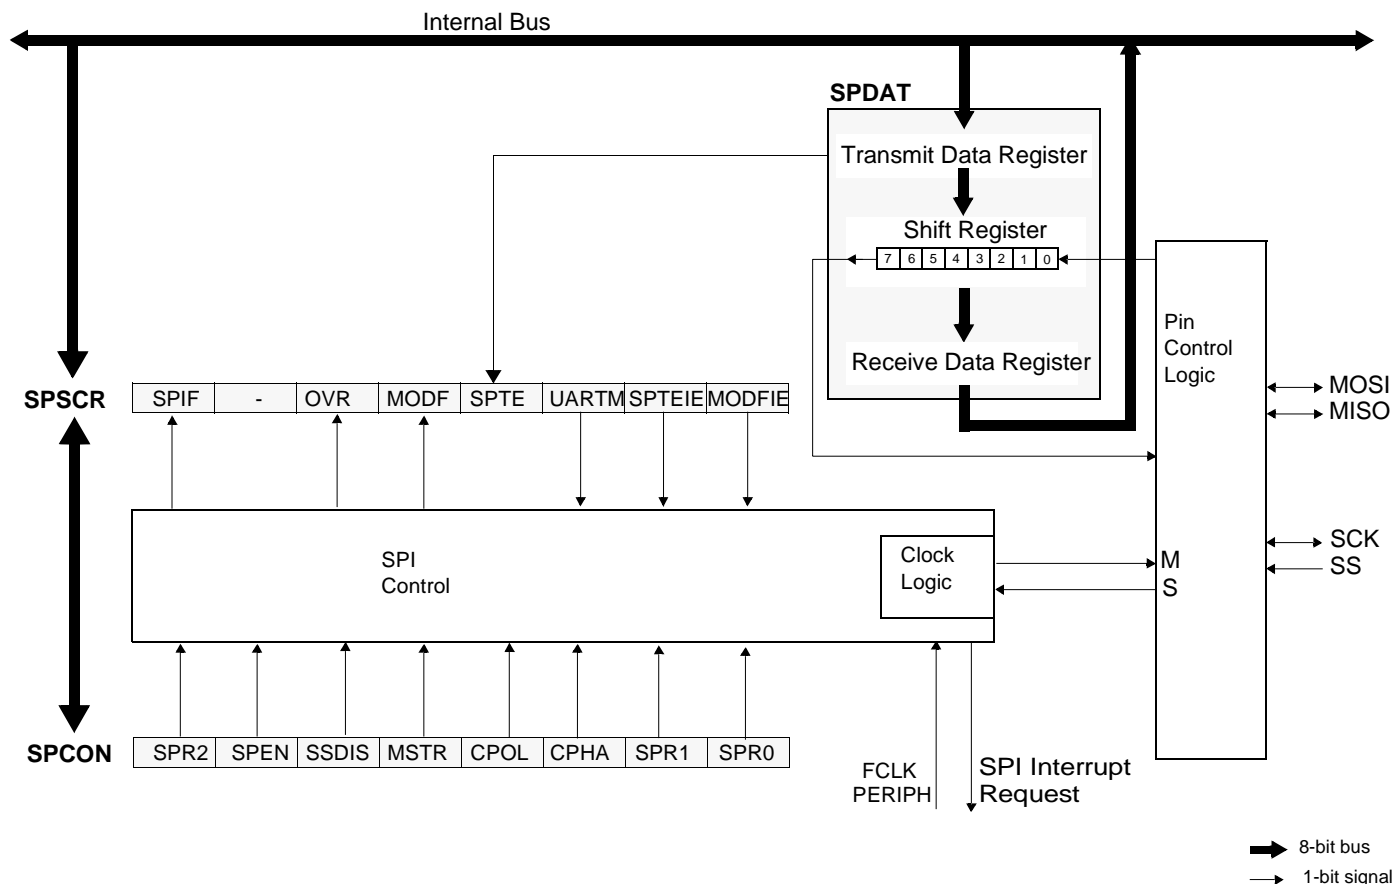 Internal Bus
SPDAT
Transmit Data Register
Shift Register
7 6 5 4 3 2 1 0
Receive Data Register
Pin
Control
Logic
MOSI
MISO
SCK
SS
M
S
SPSCR
SPIF - OVR MODF SPTE UARTM SPTEIE MODFIE
SPI
Control
Clock
Logic
SPCON
SPR2 SPEN SSDIS MSTR CPOL CPHA SPR1 SPR0
FCLK
PERIPH
SPI Interrupt
Request
8-bit bus
1-bit signal